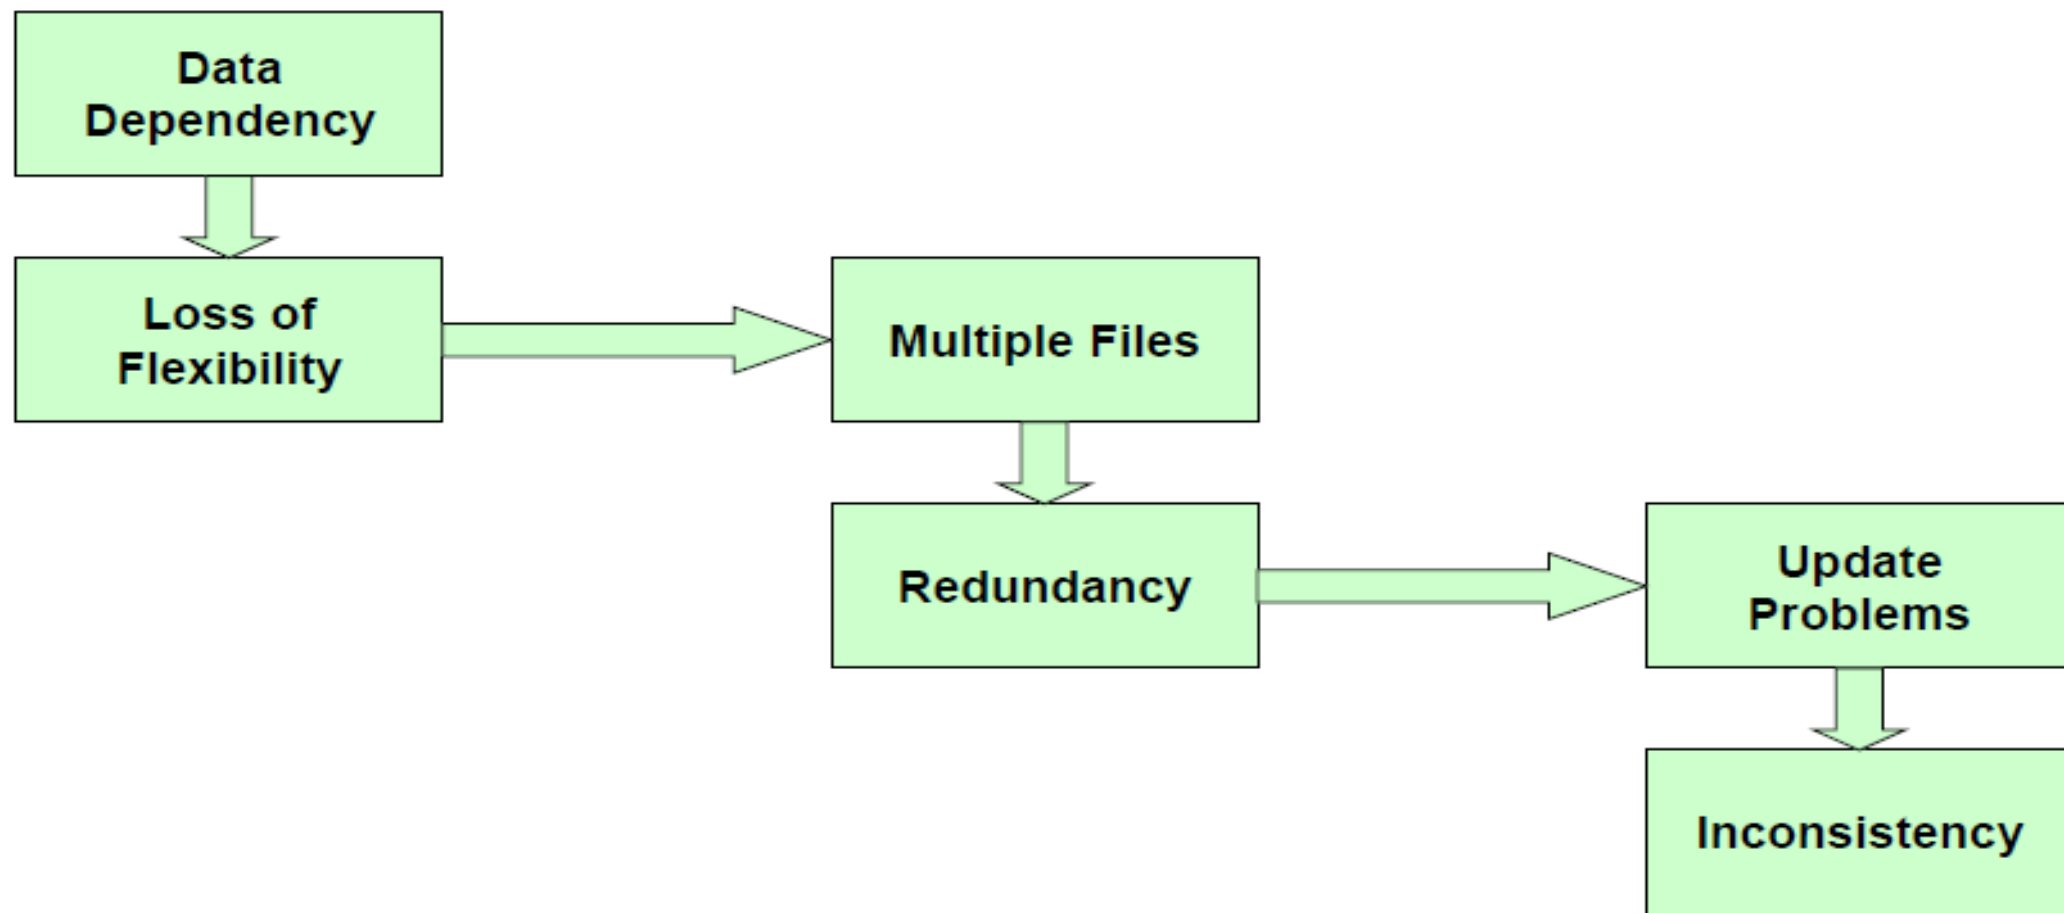 Data
Dependency
Loss of
Flexibility
Multiple Files
Redundancy
Update
Problems
Inconsistency